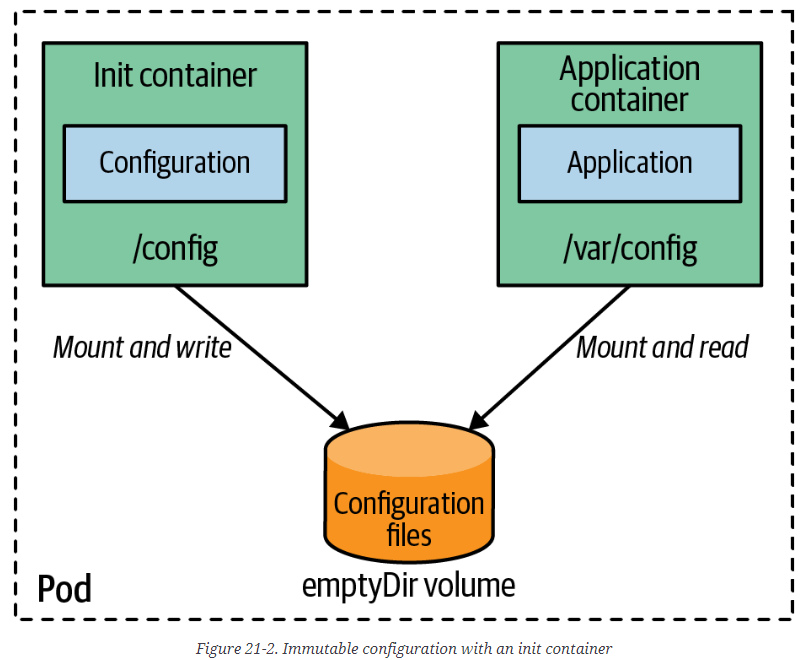 Init container
Configuration
/config
Application
container
Application
/var/config
Mount and write
Mount and read
Configuration
files
emptyDir volume
Pod
Figure 21-2. Immutable configuration with an init container